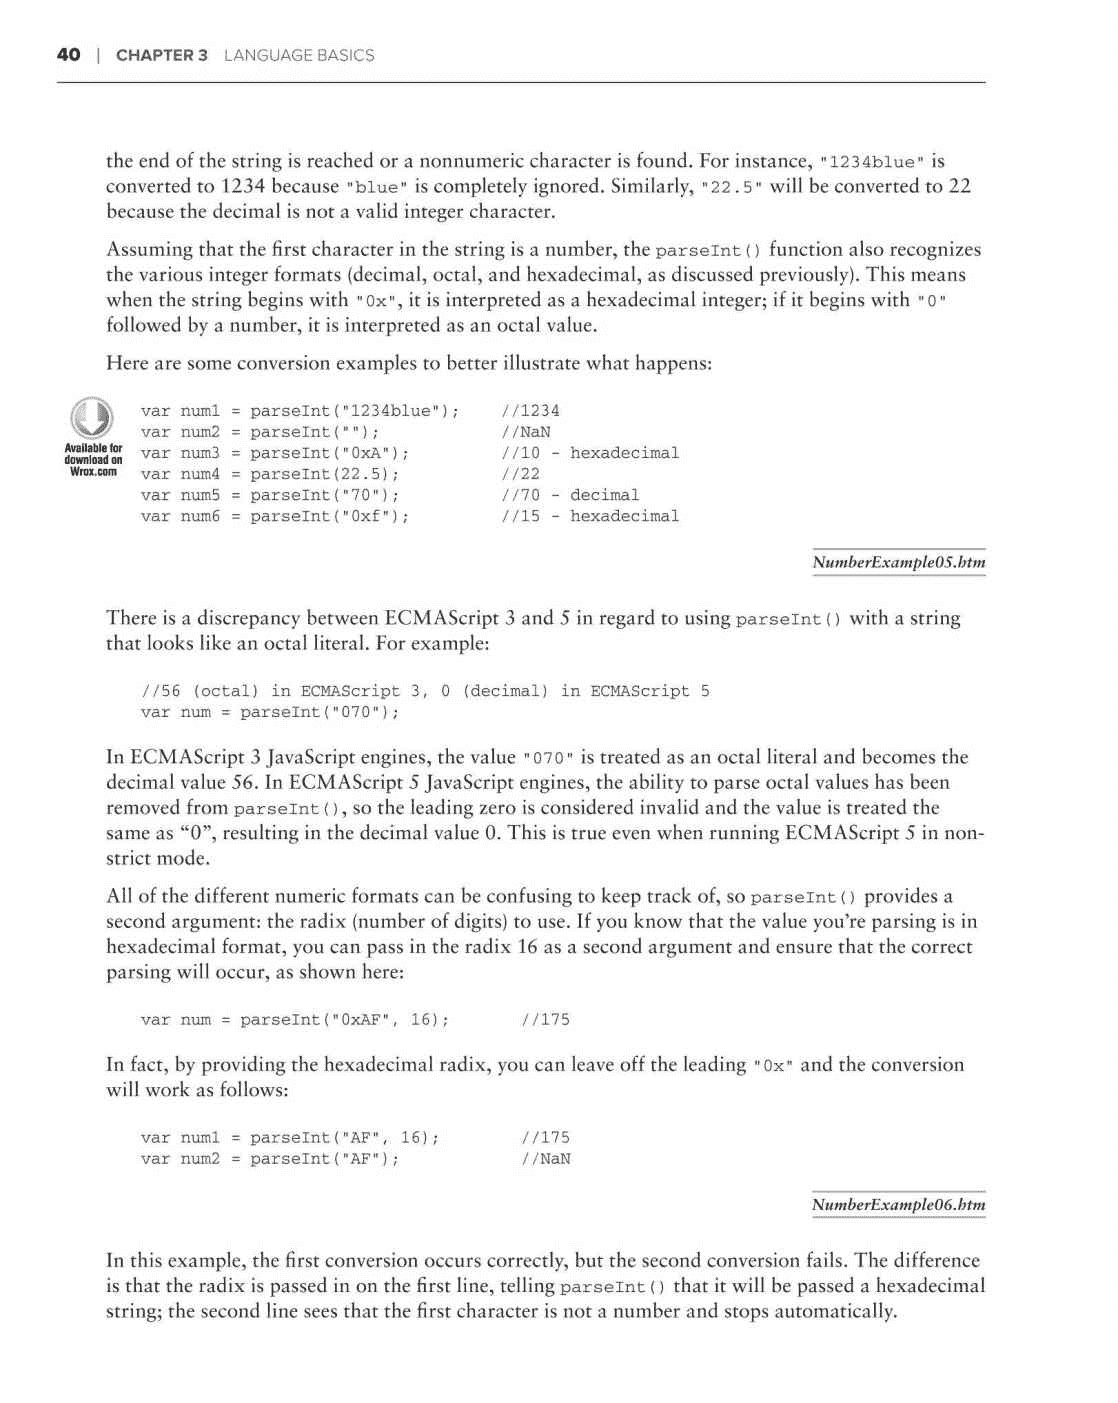 40 | CHAPTER 3 LANGUAGE BASICS
the end of the string is reached or a nonnumeric character is found. For instance, "1234blue" is
converted to 1234 because "blue" is completely ignored. Similarly, "22.5" will be converted to 22
because the decimal is not a valid integer character.
Assuming that the first character in the string is a number, the parseInt() function also recognizes
the various integer formats (decimal, octal, and hexadecimal, as discussed previously). This means
when the string begins with "0x", it is interpreted as a hexadecimal integer; if it begins with "0"
followed by a number, it is interpreted as an octal value.
Here are some conversion examples to better illustrate what happens:
Available for
download on
Wrox.com
var num1 = parseInt("1234blue"); //1234
var num2 = parseInt(""); //NaN
var num3 = parseInt("0xA"); //10 - hexadecimal
var num4 = parseInt(22.5); //22
var num5 = parseInt("70"); //70 - decimal
var num6 = parseInt("0xf"); //15 - hexadecimal
NumberExample05.htm
There is a discrepancy between ECMAScript 3 and 5 in regard to using parseInt() with a string
that looks like an octal literal. For example:
//56 (octal) in ECMAScript 3, 0 (decimal) in ECMAScript 5
var num = parseInt("070");
In ECMAScript 3 JavaScript engines, the value "070" is treated as an octal literal and becomes the
decimal value 56. In ECMAScript 5 JavaScript engines, the ability to parse octal values has been
removed from parseInt(), so the leading zero is considered invalid and the value is treated the
same as “0”, resulting in the decimal value 0. This is true even when running ECMAScript 5 in non-
strict mode.
All of the different numeric formats can be confusing to keep track of, so parseInt() provides a
second argument: the radix (number of digits) to use. If you know that the value you’re parsing is in
hexadecimal format, you can pass in the radix 16 as a second argument and ensure that the correct
parsing will occur, as shown here:
var num = parseInt("0xAF", 16); //175
In fact, by providing the hexadecimal radix, you can leave off the leading "0x" and the conversion
will work as follows:
var num1 = parseInt("AF", 16); //175
var num2 = parseInt("AF"); //NaN
NumberExample06.htm
In this example, the first conversion occurs correctly, but the second conversion fails. The difference
is that the radix is passed in on the first line, telling parseInt() that it will be passed a hexadecimal
string; the second line sees that the first character is not a number and stops automatically.